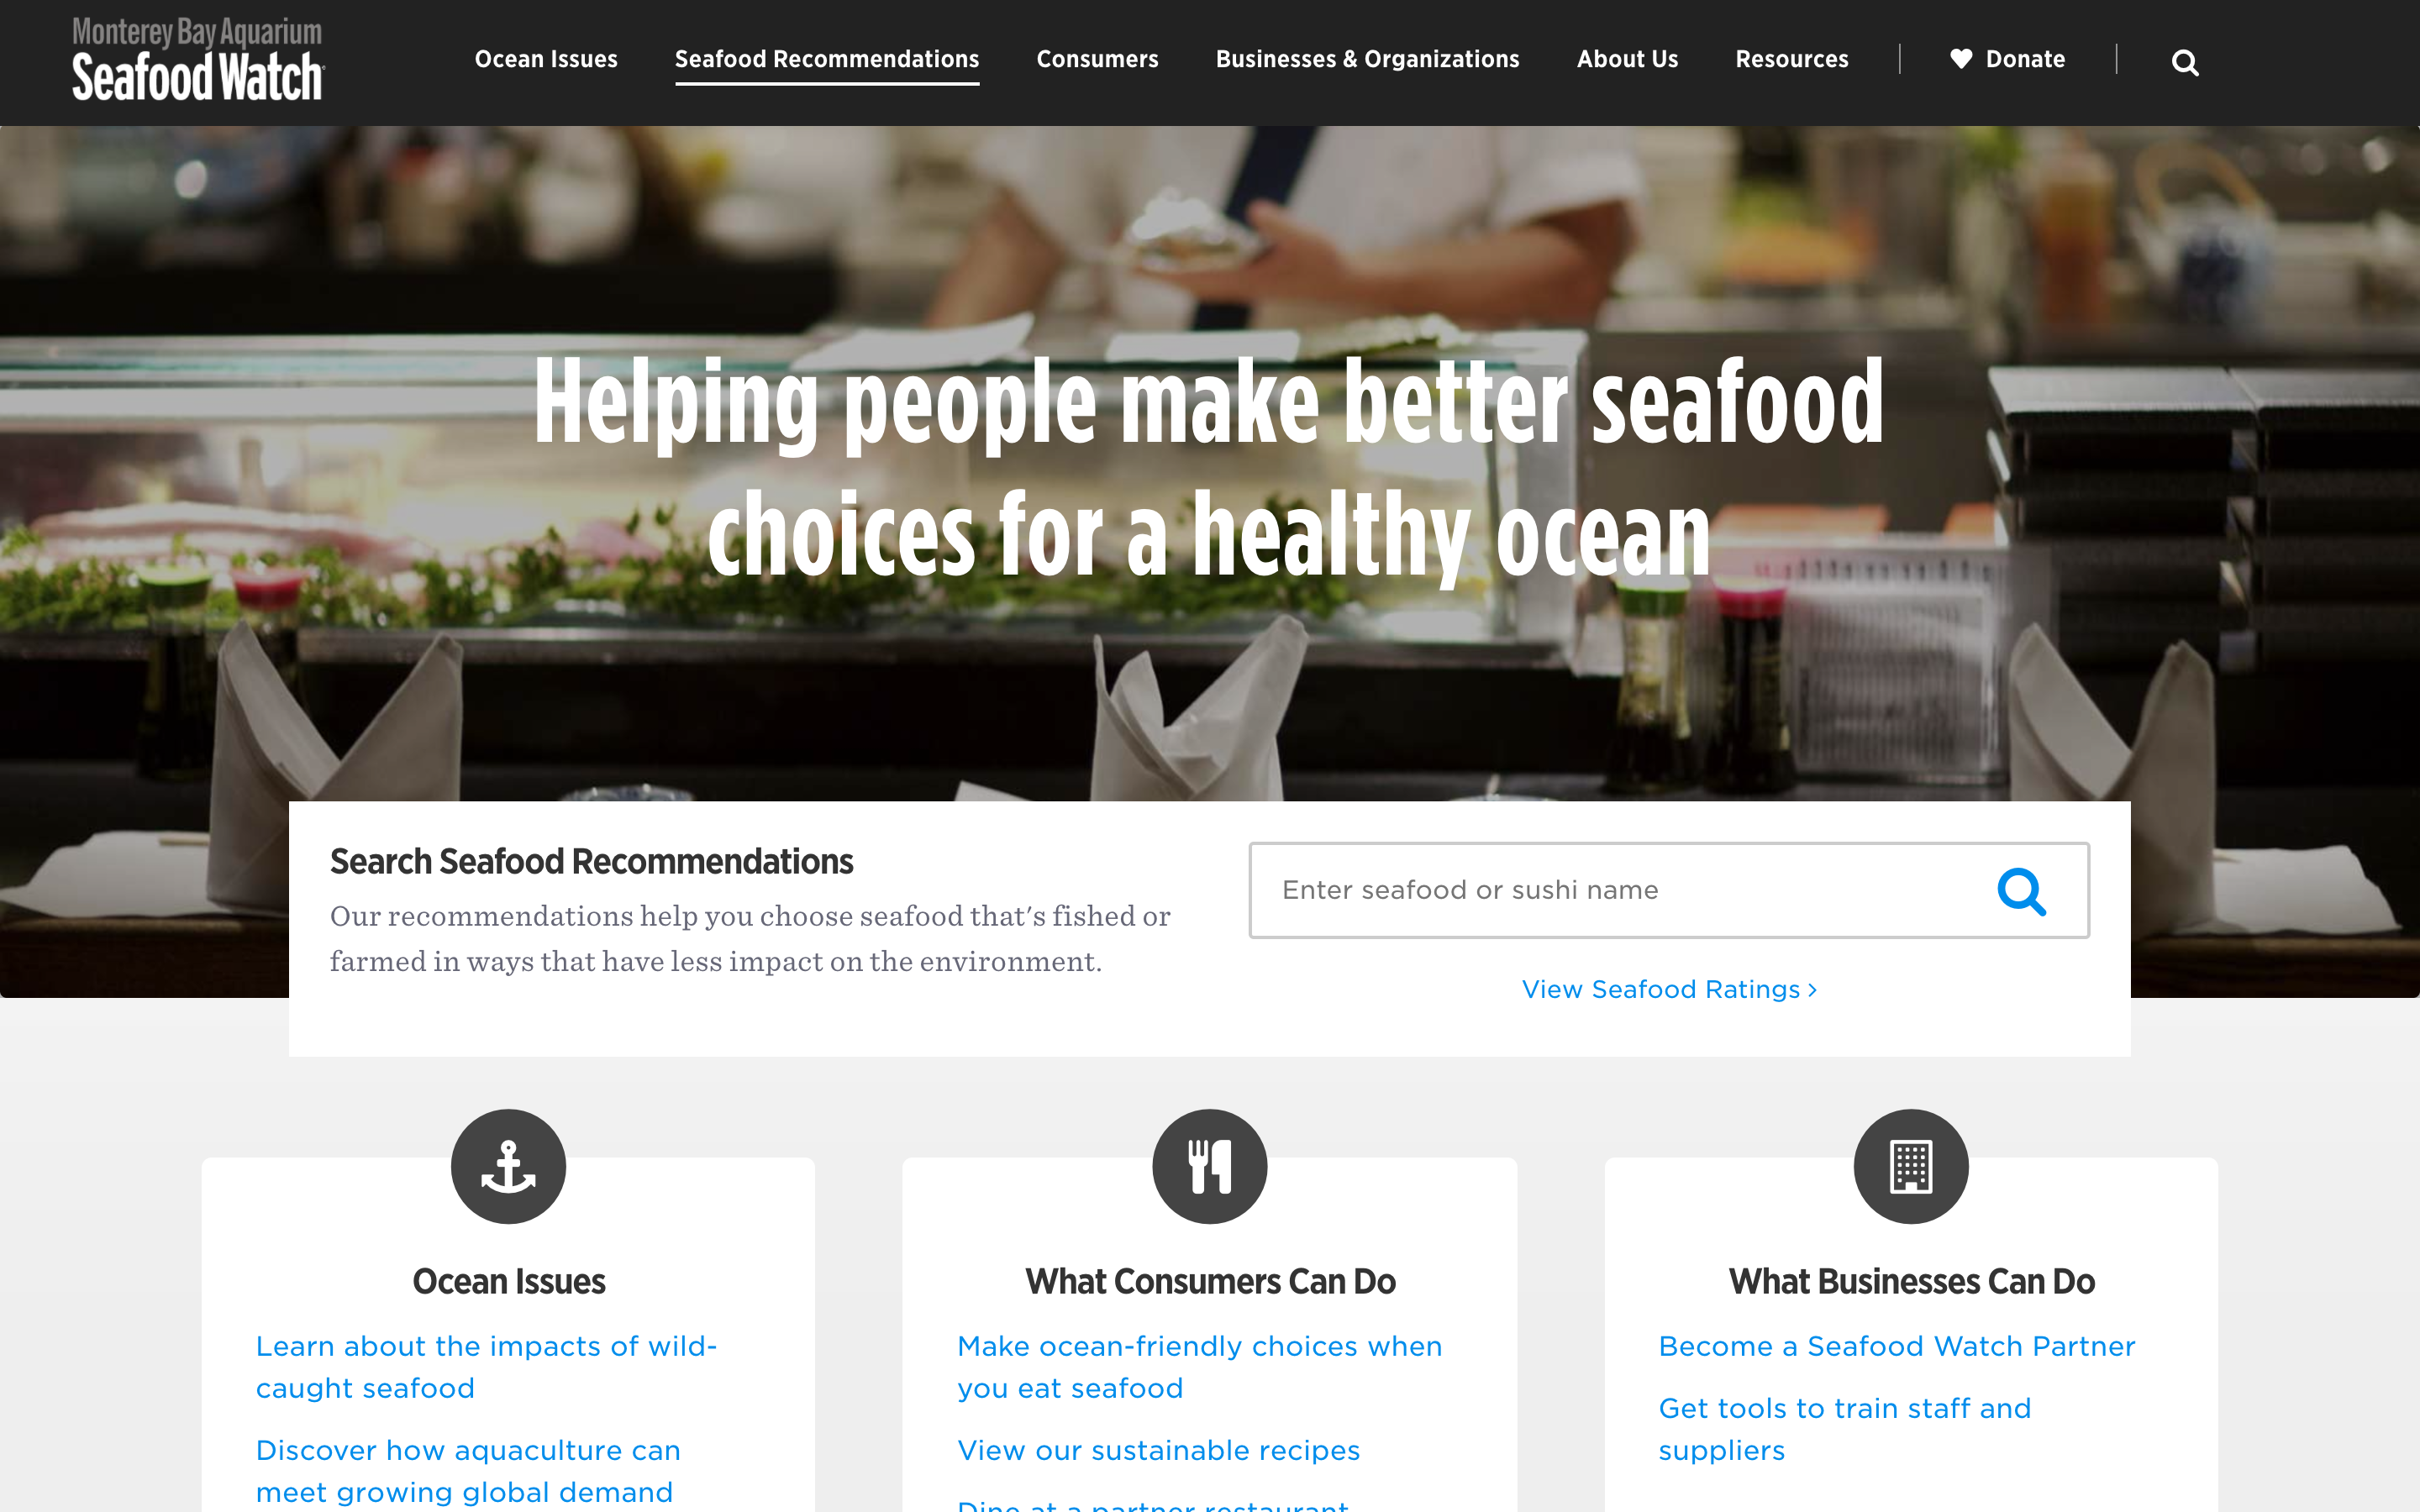 Monterey Bay Aquarium
Seafood Watch
Ocean Issues
Seafood Recommendations
Consumers
Businesses & Organizations
About Us
Resources
Donate
Helping people make better seafood
choices for a healthy ocean
Search Seafood Recommendations
Our recommendations help you choose seafood that's fished or
farmed in ways that have less impact on the environment.
Enter seafood or sushi name
View Seafood Ratings ›
Ocean Issues
Learn about the impacts of wild-
caught seafood
Discover how aquaculture can
meet growing global demand
What Consumers Can Do
Make ocean-friendly choices when
you eat seafood
View our sustainable recipes
Dine at a partner restaurant
What Businesses Can Do
Become a Seafood Watch Partner
Get tools to train staff and
suppliers